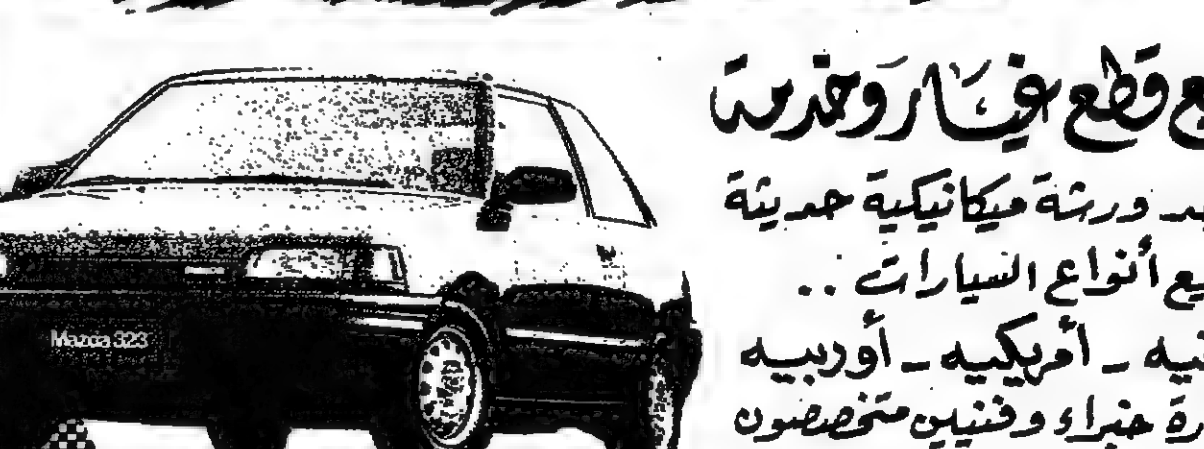 قطع غيار وخدمة
ورشة ميكانيكية حديثة
أنواع السيارات ..
ـ أمريكيه ـ أوربيه
خبراء وفنيين متخصصون
Mazda 323